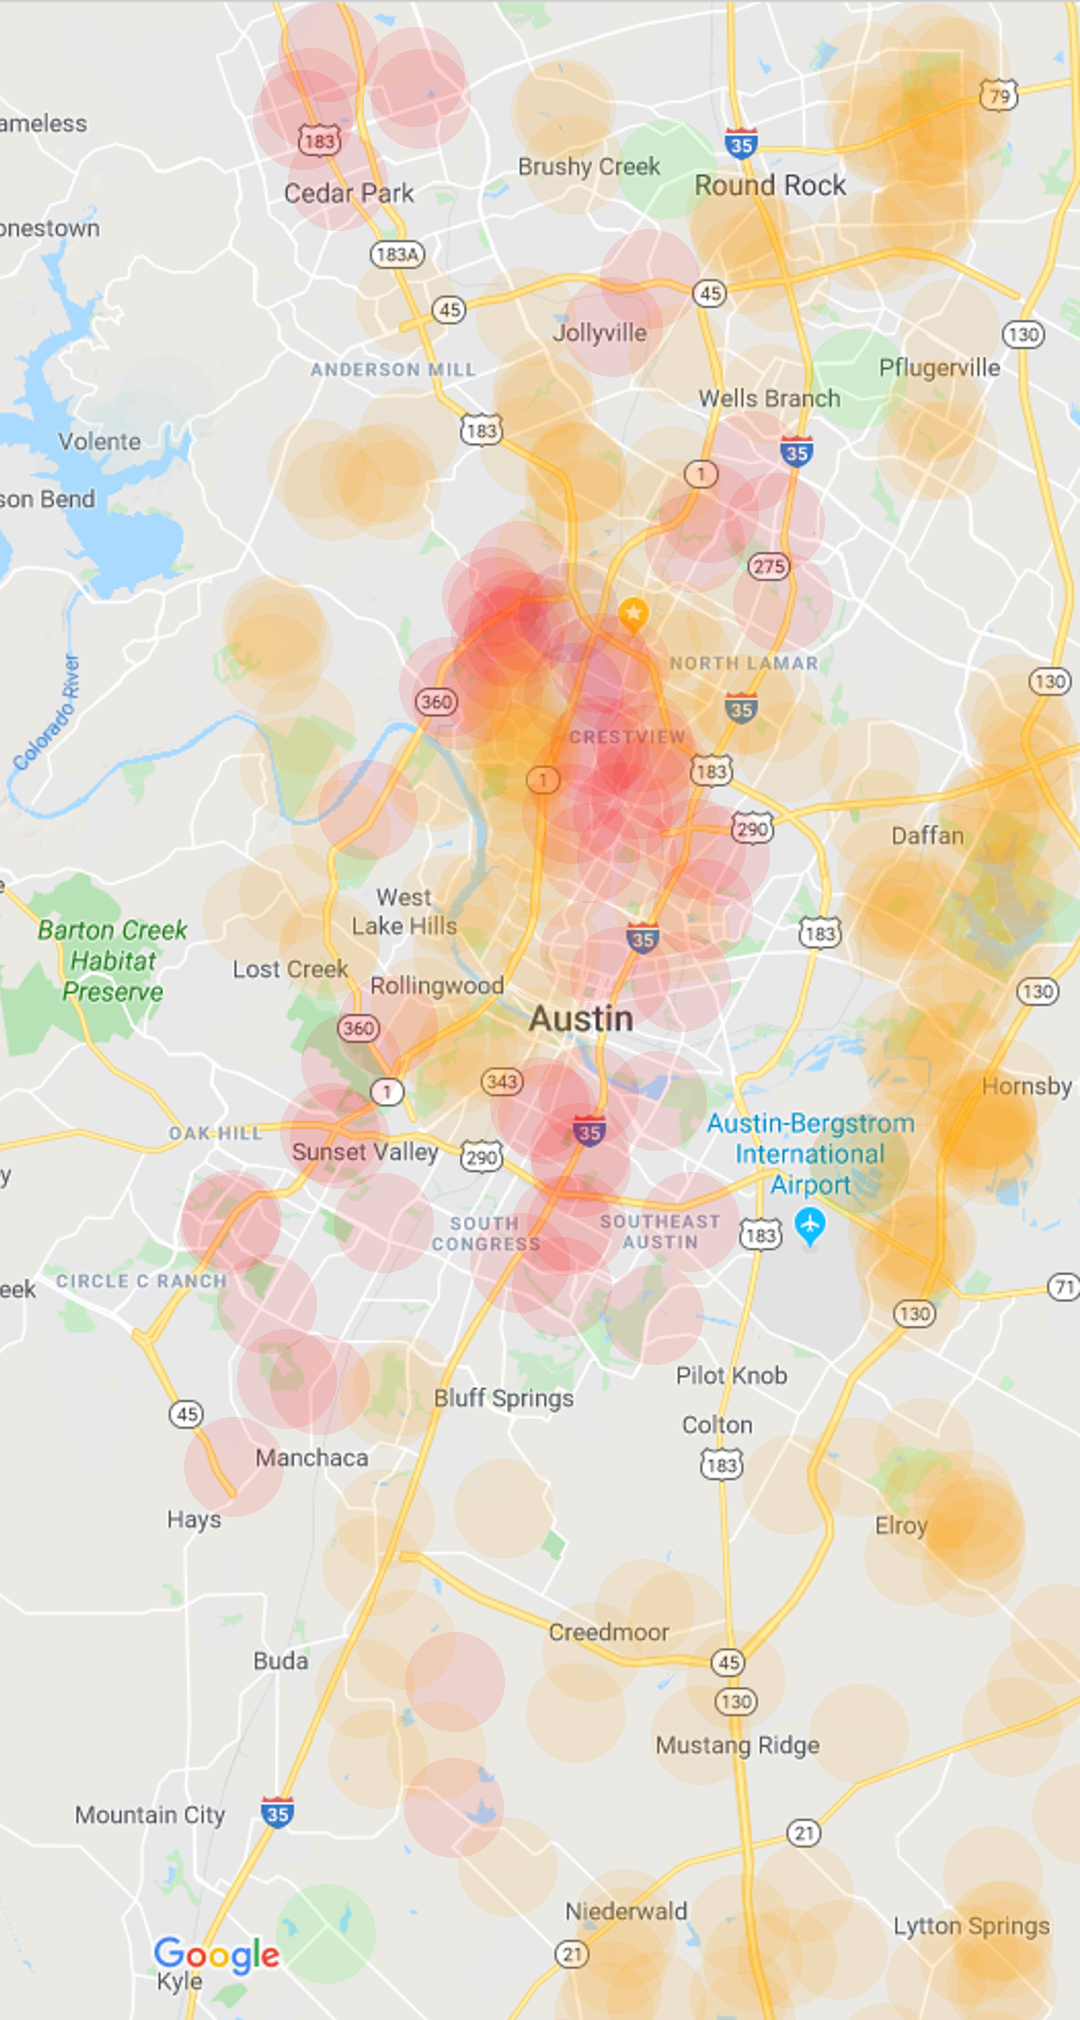 79
35
ameless
183
Brushy Creek
Round Rock
Cedar Park
onestown
183A
45
45
Jollyville
130
ANDERSON MILL
Pflugerville
Wells Branch
Volente
183
35
1
son Bend
275
NORTH LAMAR
Colorado River
130
360
35
CRESTVIEW
183
1
290
Daffan
West
Lake Hills
Barton Creek
Habitat
Preserve
183
35
Lost Creek
Rollingwood
130
Austin
360
343
Hornsby
1
Austin-Bergstrom
International
Airport
OAK HILL
35
Sunset Valley
290
y
SOUTH
CONGRESS
SOUTHEAST
AUSTIN
183
CIRCLE C RANCH
eek
71
130
Pilot Knob
Bluff Springs
45
Colton
Manchaca
183
Hays
Elroy
Creedmoor
Buda
45
130
Mustang Ridge
Mountain City
35
21
Niederwald
Lytton Springs
Google
21
Kyle